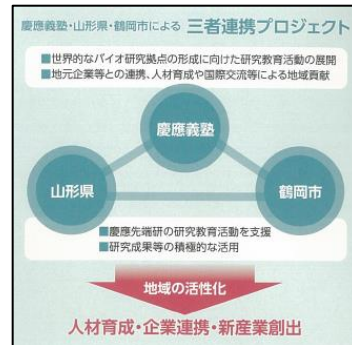 慶應義塾・山形県・鶴岡市による 三者連携プロジェクト
■世界的なバイオ研究拠点の形成に向けた研究教育活動の展開
■地元企業等との連携、人材育成や国際交流等による地域貢献
慶應義塾
山形県
鶴岡市
■慶應先端研の研究教育活動を支援
■研究成果等の積極的な活用
地域の活性化
人材育成・企業連携・新産業創出